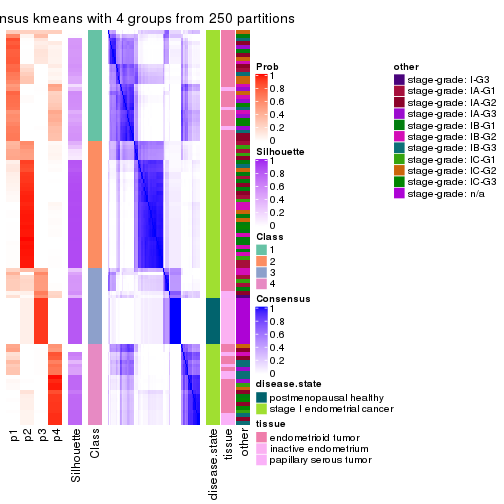 nsus kmeans with 4 groups from 250 partitions
Prob
1
0.8
0.6
0.4
0.2
0
Silhouette
1
0.8
0.6
0.4
0.2
0
Class
1
2
3
4
Consensus
1
0.8
0.6
0.4
0.2
0
disease.state
postmenopausal healthy
stage I endometrial cancer
tissue
endometrioid tumor
inactive endometrium
papillary serous tumor
other
stage-grade: I-G3
stage-grade: IA-G1
stage-grade: IA-G2
stage-grade: IA-G3
stage-grade: IB-G1
stage-grade: IB-G2
stage-grade: IB-G3
stage-grade: IC-G1
stage-grade: IC-G2
stage-grade: IC-G3
stage-grade: n/a
p1
p2
p3
p4
Silhouette
Class
disease.state
tissue
other